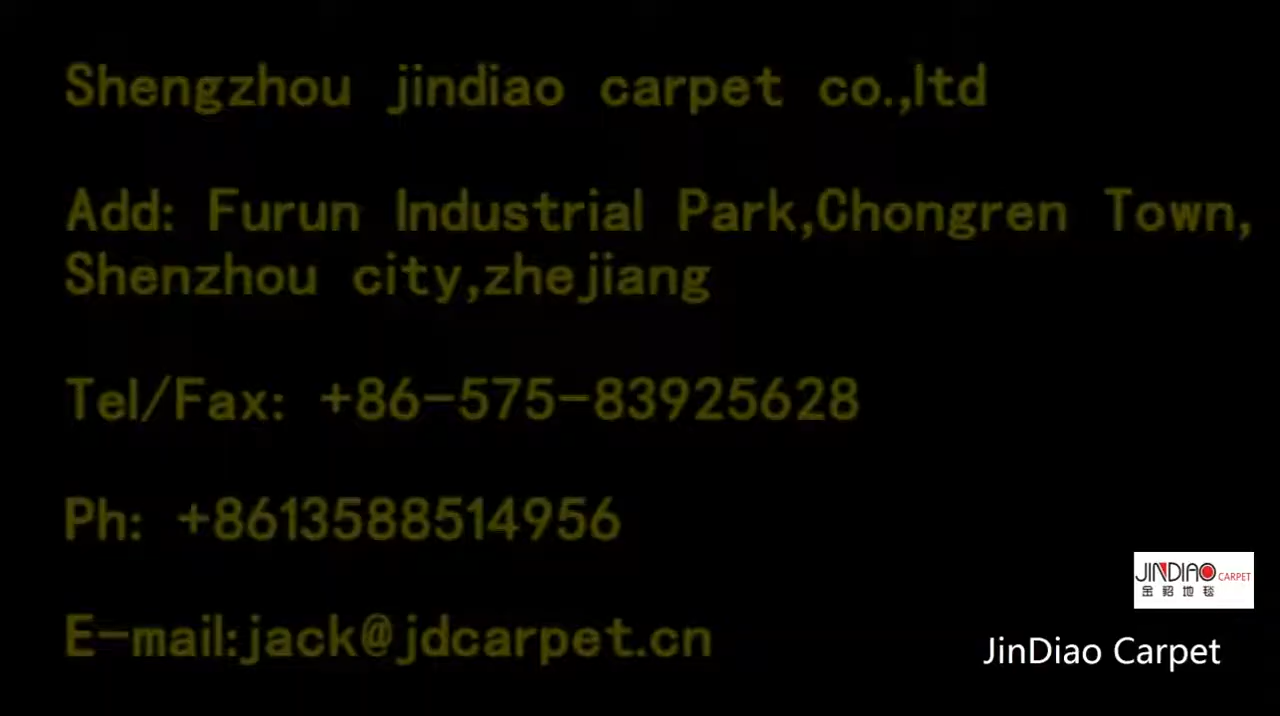 Shengzhou jindiao carpet co.,ltd
Add: Furun Industrial Park,Chongren Town,
Shenzhou city,zhejiang
Tel/Fax: +86-575-83925628
Ph: +8613588514956
E-mail:jack@jdcarpet.cn
JINDIAO CARPET
金貂地毯
JinDiao Carpet